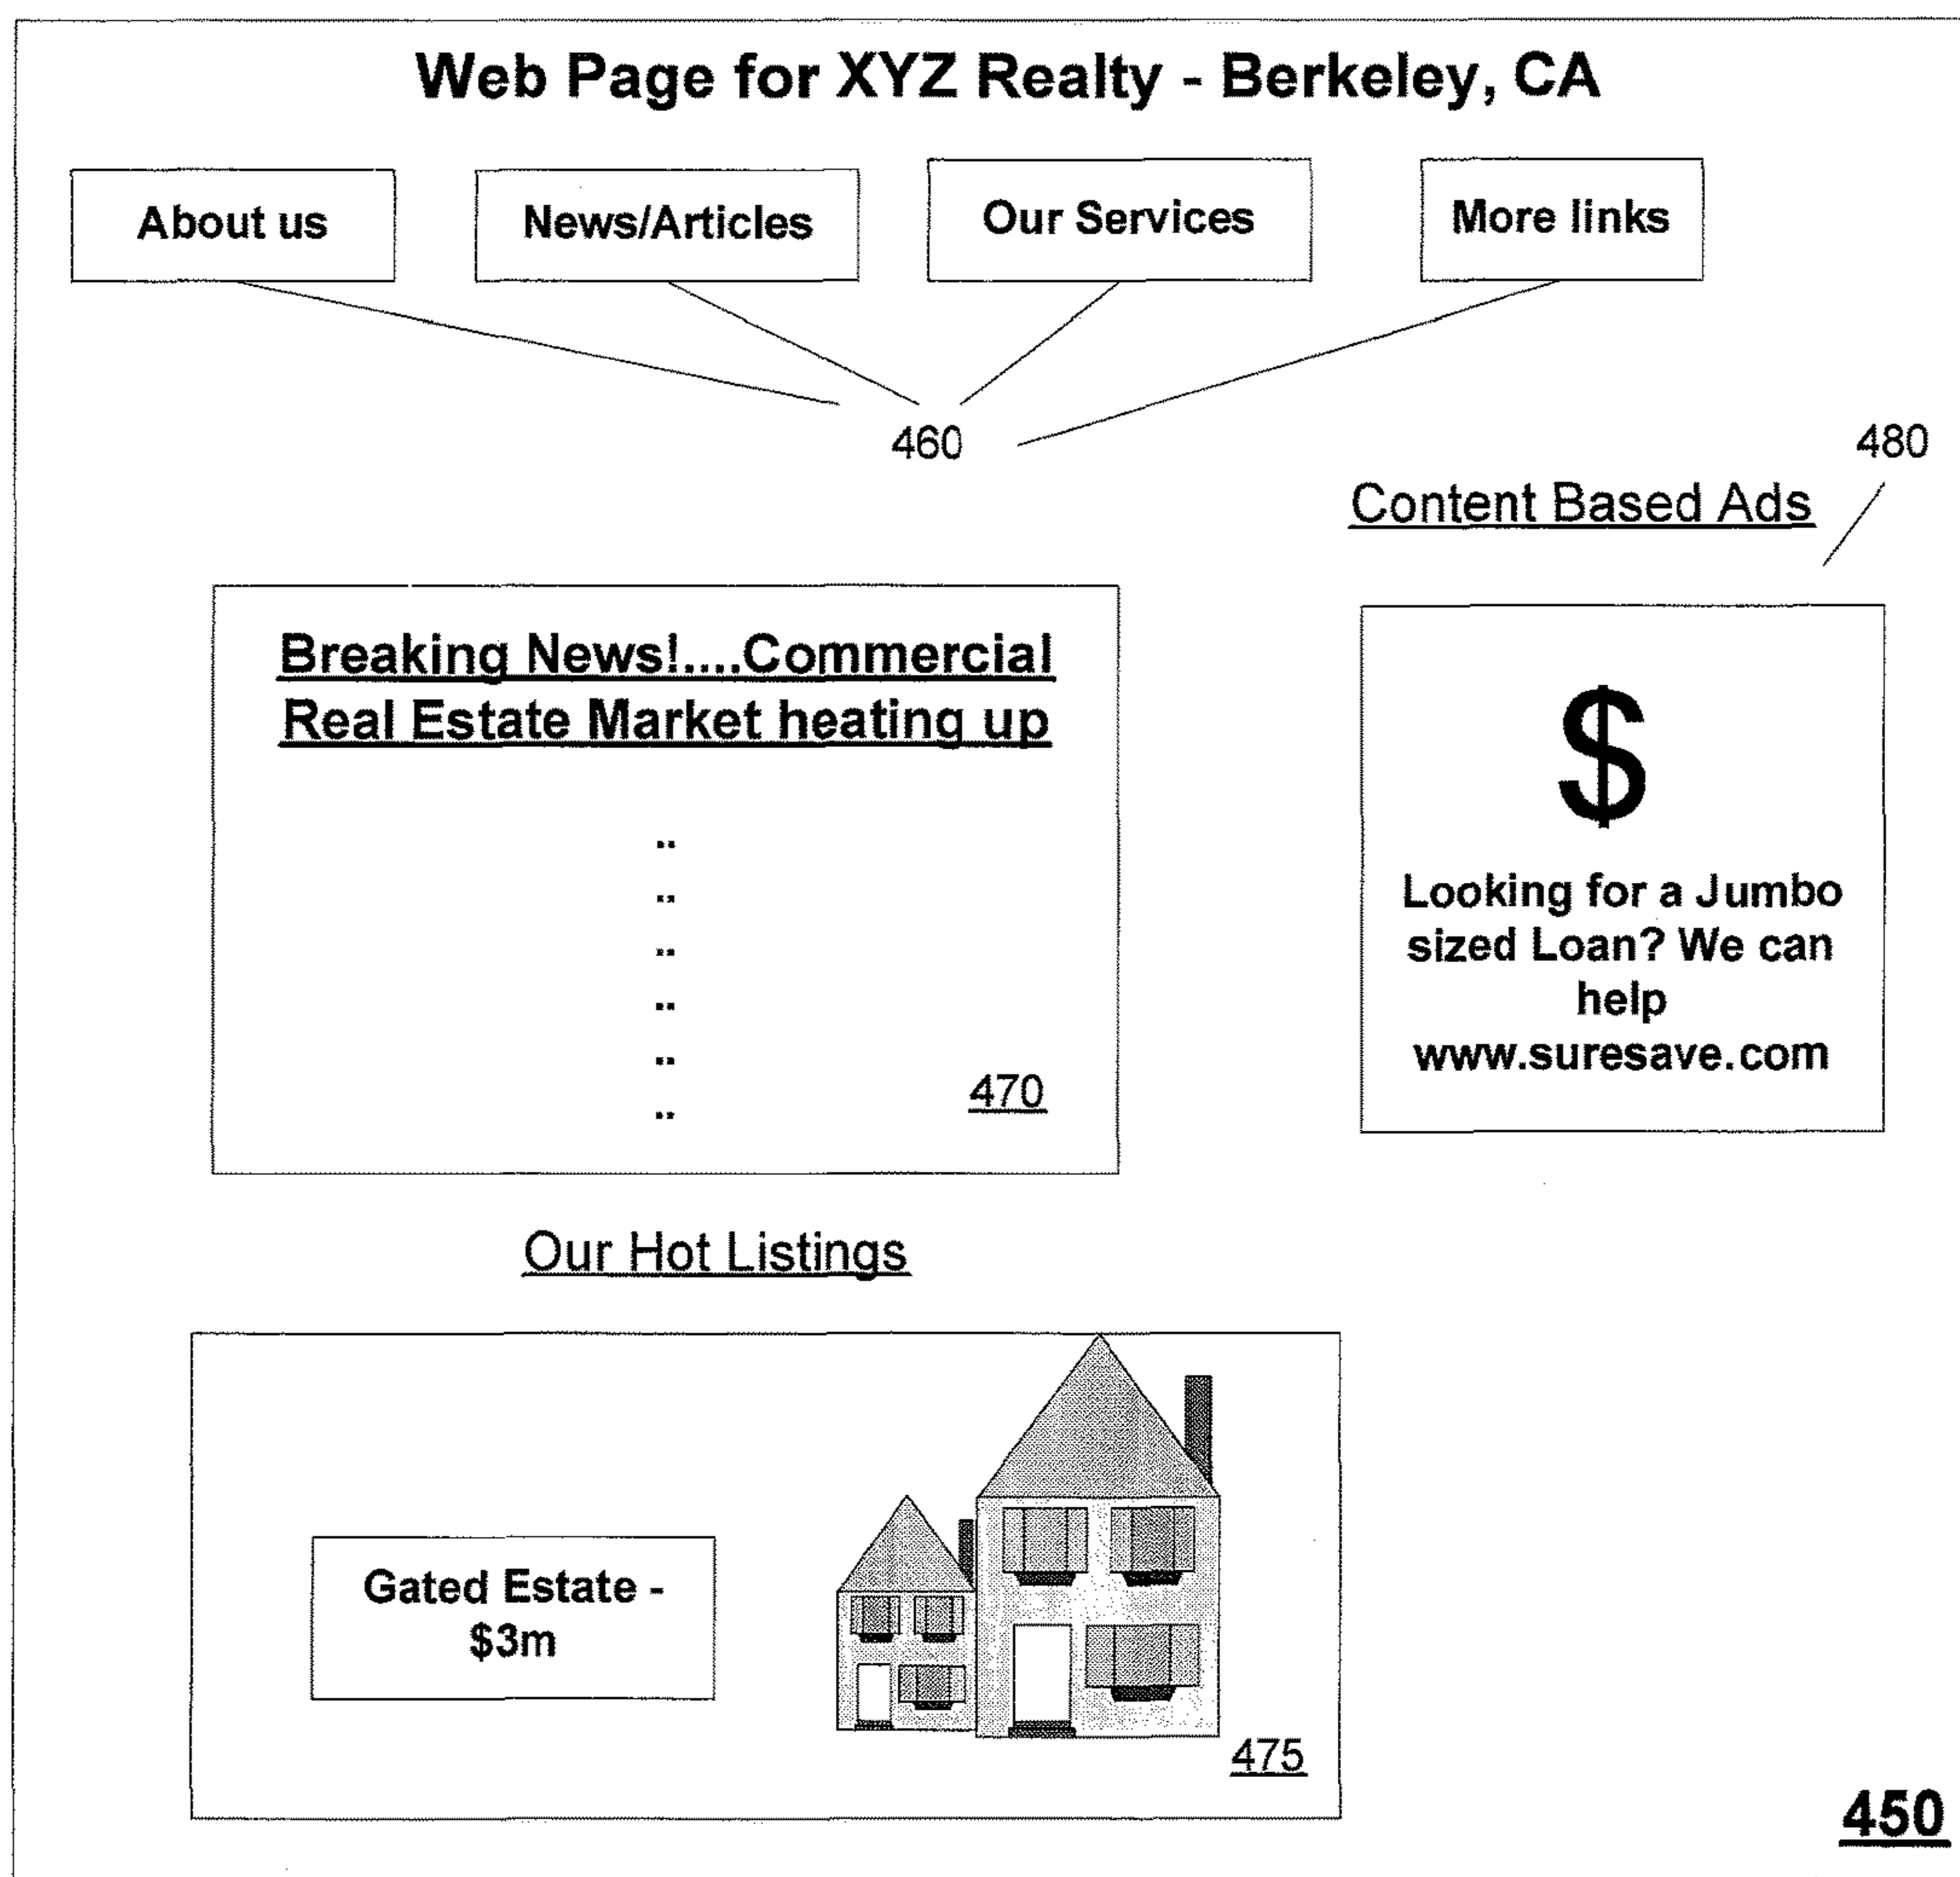 Web Page for XYZ Realty - Berkeley, CA
About us
News/Articles
Our Services
More links
460
480
Content Based Ads
Breaking News!....Commercial
Real Estate Market heating up
..
..
..
..
..
..
470
$
Looking for a Jumbo
sized Loan? We can
help
www.suresave.com
Our Hot Listings
Gated Estate -
$3m
475
450